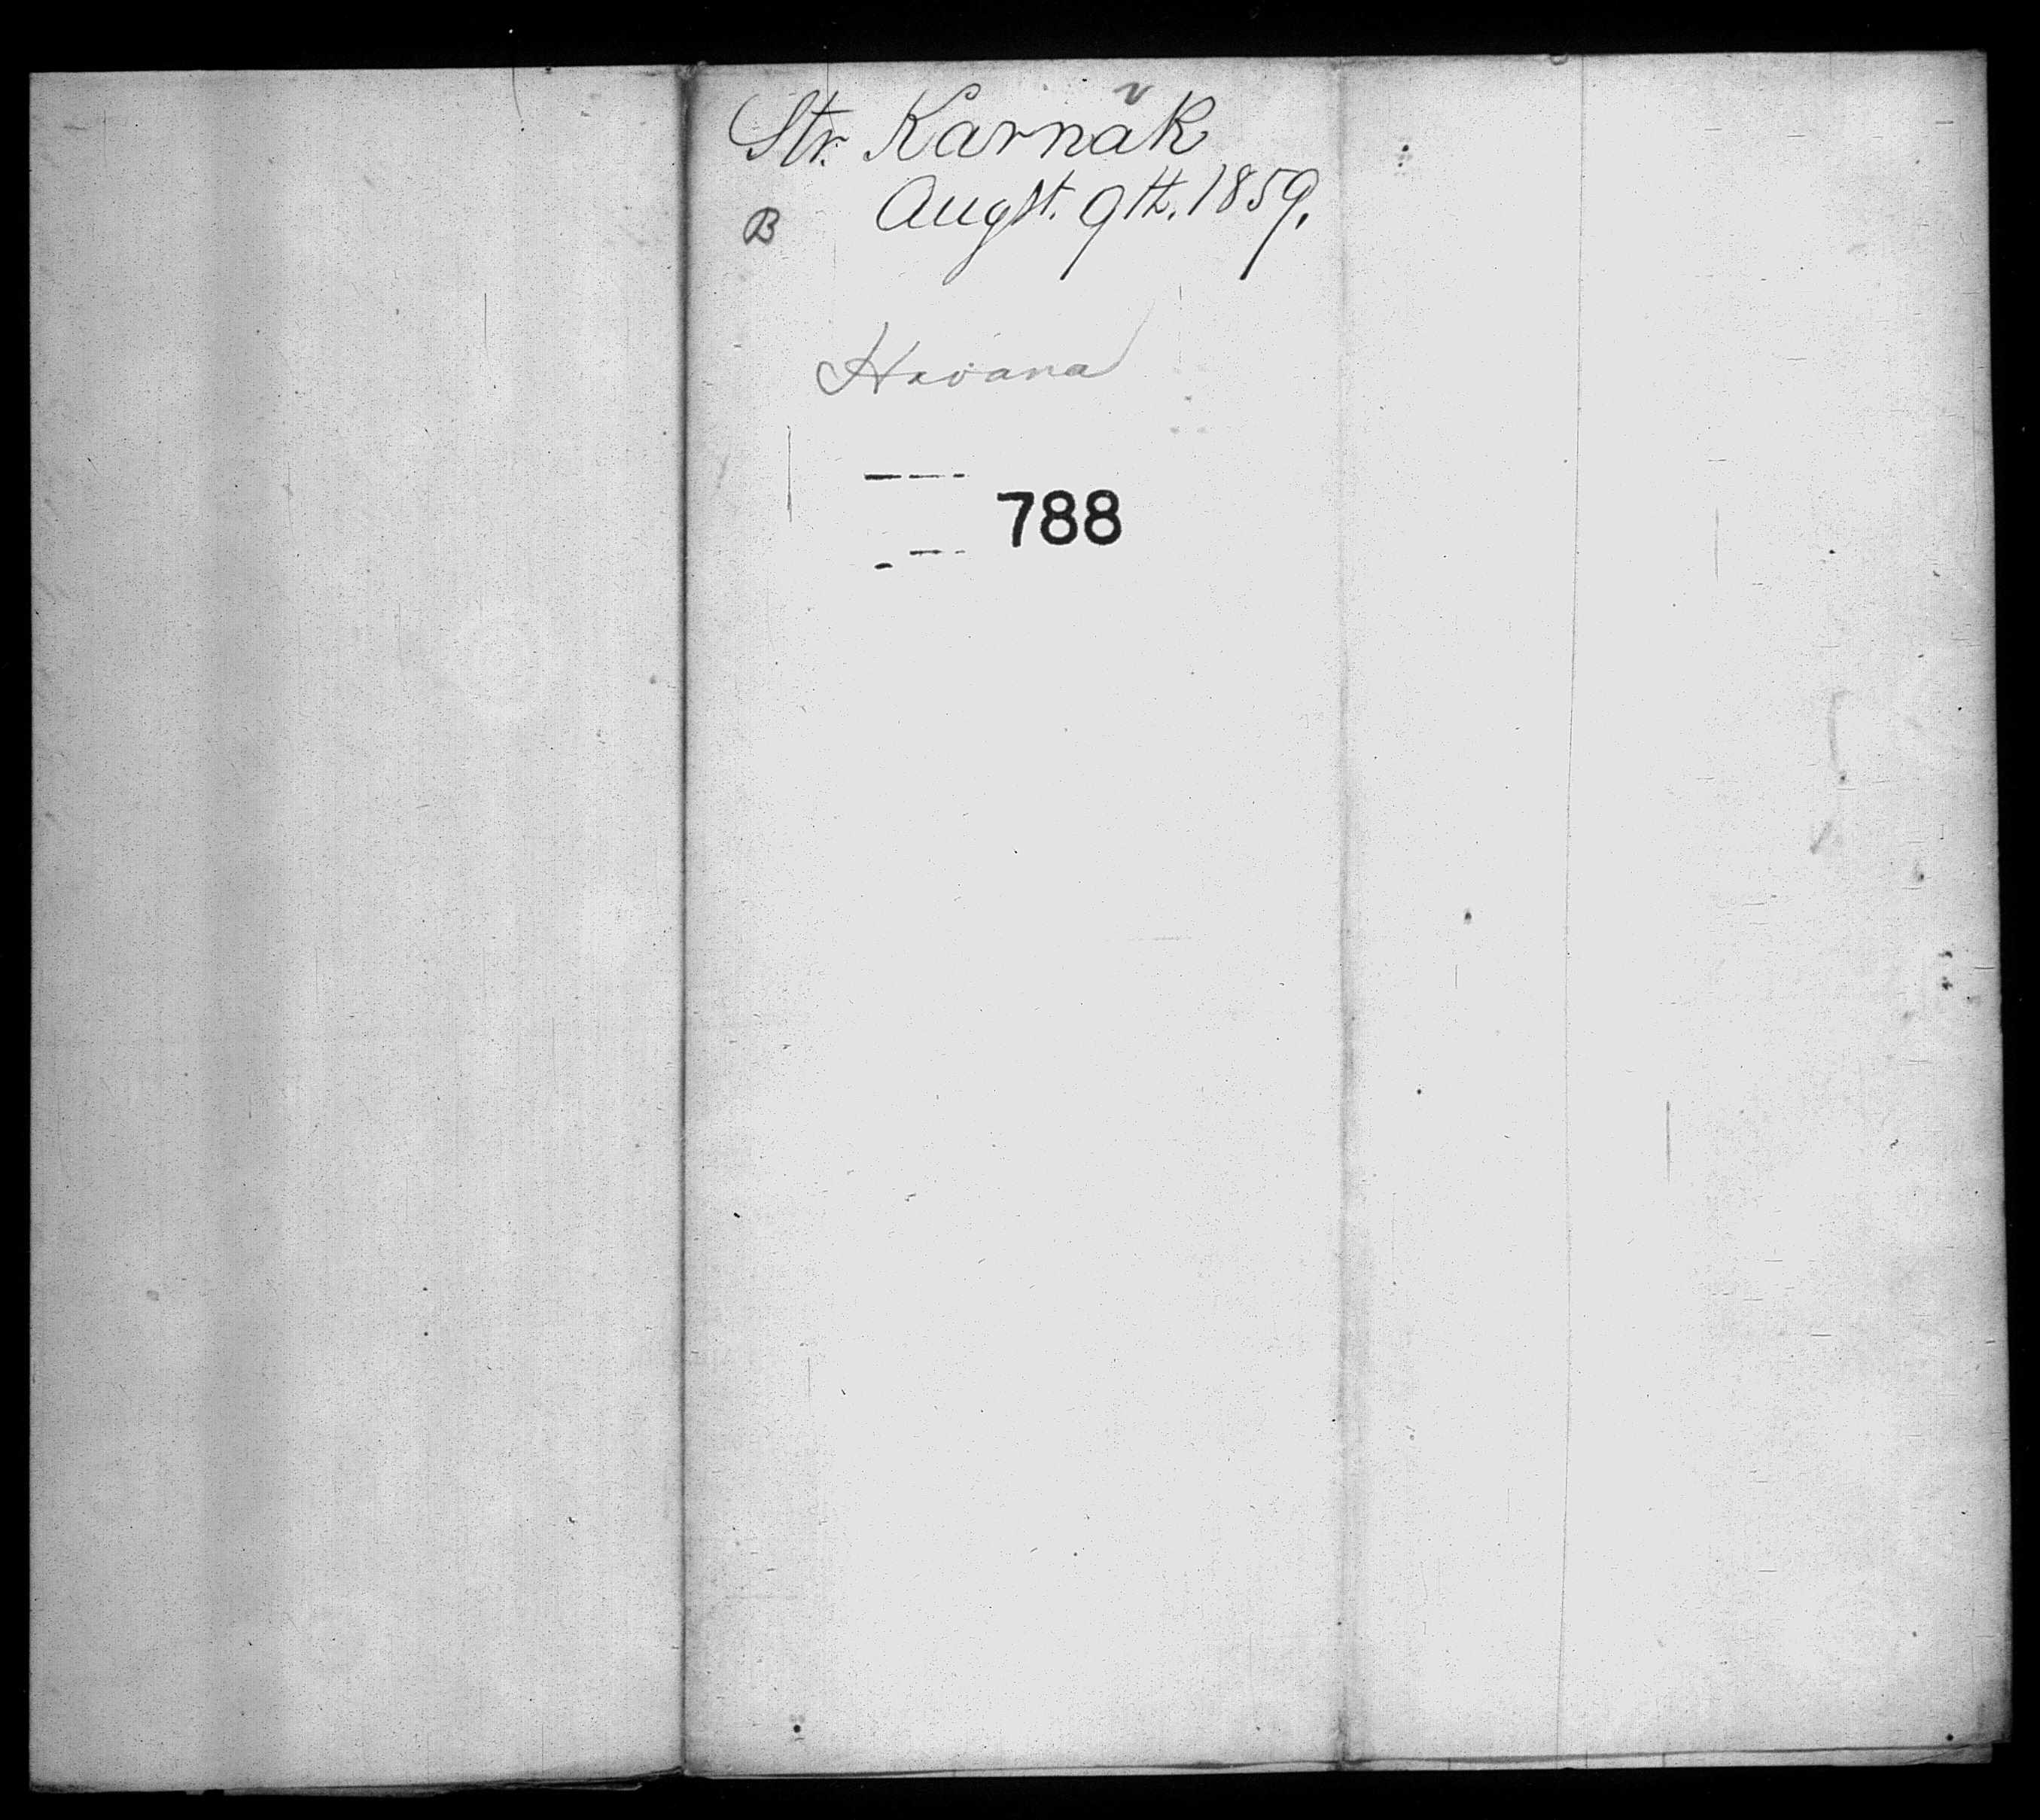 Str. Karnak
Augst. 9th. 1859.
B
Havana
788